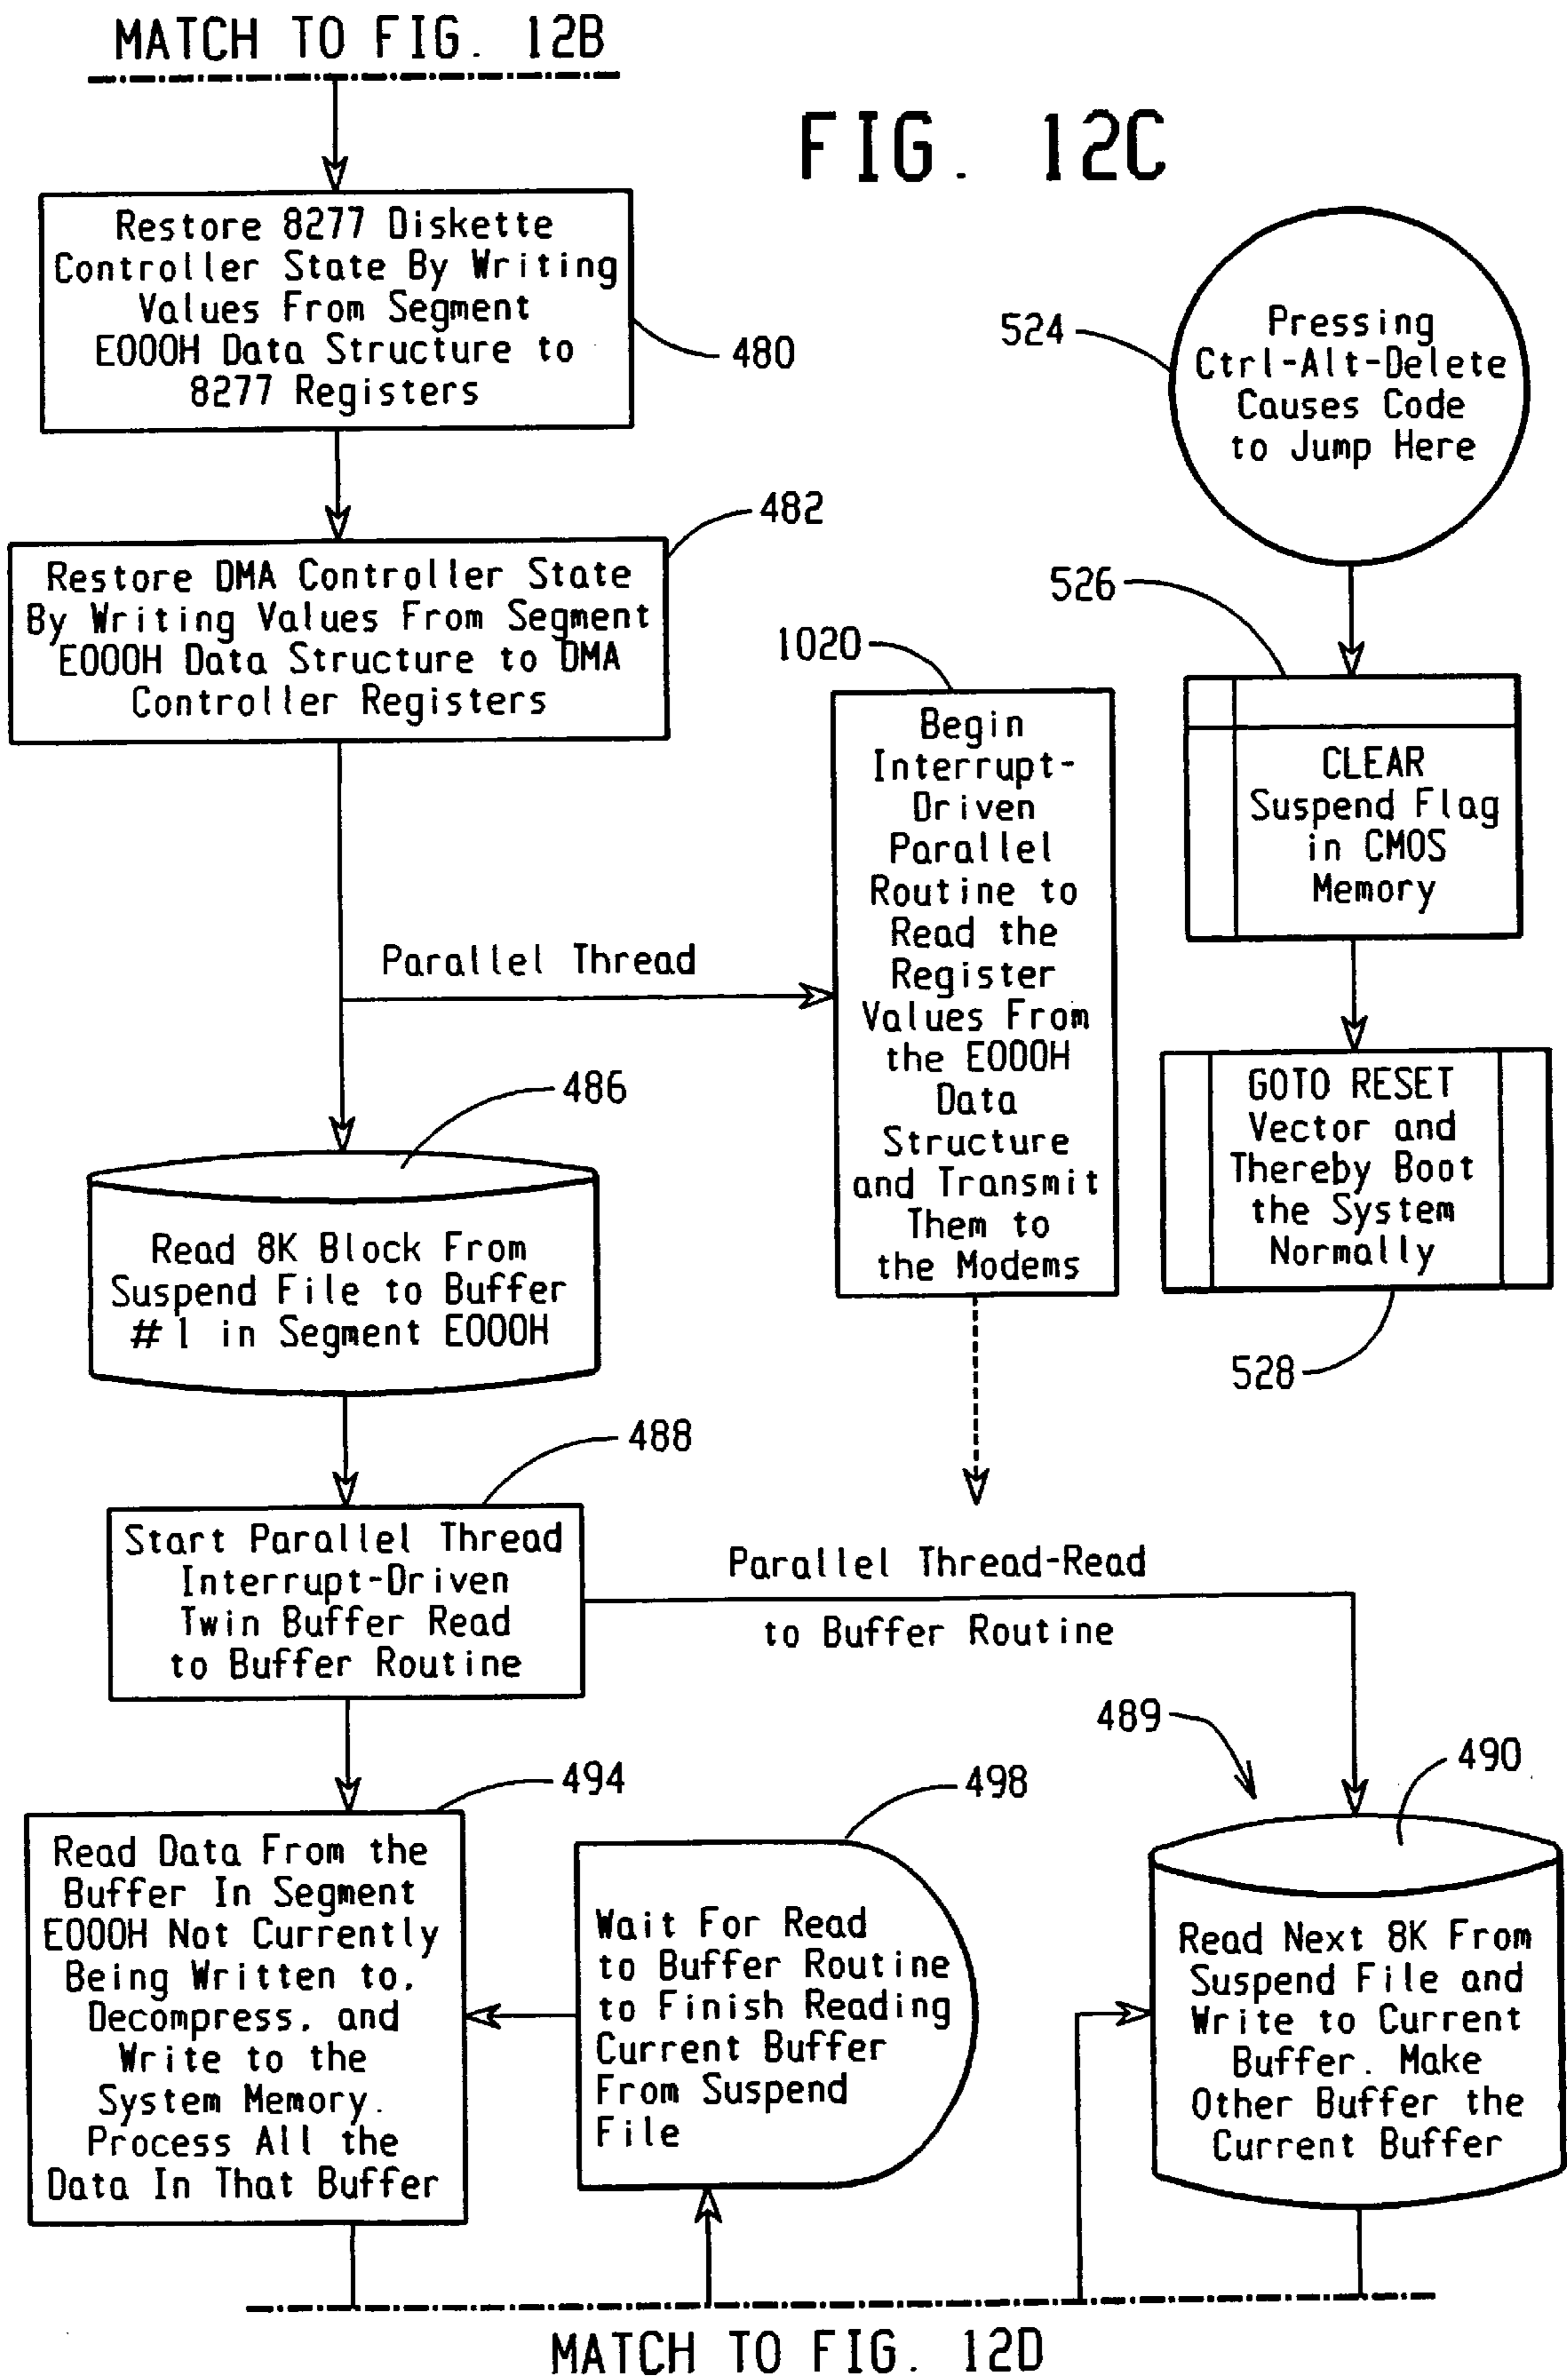 MATCH TO FIG. 12B
FIG. 12C
Restore 8277 Diskette
Controller State By Writing
Values From Segment
E000H Data Structure to
8277 Registers
480
Pressing
Ctrl-Alt-Delete
Causes Code
to Jump Here
524
482
Restore DMA Controller State
By Writing Values From Segment
E000H Data Structure to DMA
Controller Registers
526
CLEAR
Suspend Flag
in CMOS
Memory
1020
Begin
Interrupt-
Driven
Parallel
Routine to
Read the
Register
Values From
the E000H
Data
Structure
and Transmit
Them to
the Modems
Parallel Thread
GOTO RESET
Vector and
Thereby Boot
the System
Normally
528
486
Read 8K Block From
Suspend File to Buffer
#1 in Segment E000H
488
Start Parallel Thread
Interrupt-Driven
Twin Buffer Read
to Buffer Routine
Parallel Thread-Read
to Buffer Routine
489
490
494
Read Data From the
Buffer In Segment
E000H Not Currently
Being Written to,
Decompress, and
Write to the
System Memory.
Process All the
Data In That Buffer
498
Wait For Read
to Buffer Routine
to Finish Reading
Current Buffer
From Suspend
File
Read Next 8K From
Suspend File and
Write to Current
Buffer. Make
Other Buffer the
Current Buffer
MATCH TO FIG. 12D